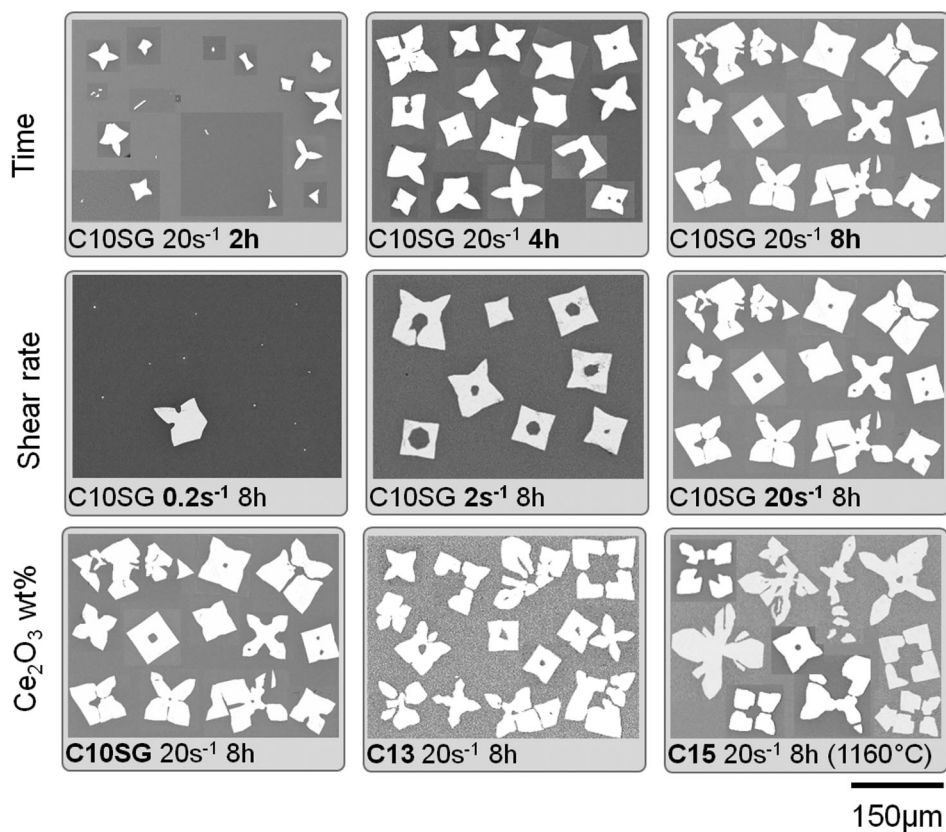 Time
C10SG 20s⁻¹ 2h
C10SG 20s⁻¹ 4h
C10SG 20s⁻¹ 8h
Shear rate
C10SG 0.2s⁻¹ 8h
C10SG 2s⁻¹ 8h
C10SG 20s⁻¹ 8h
Ce₂O₃ wt%
C10SG 20s⁻¹ 8h
C13 20s⁻¹ 8h
C15 20s⁻¹ 8h (1160°C)
150µm